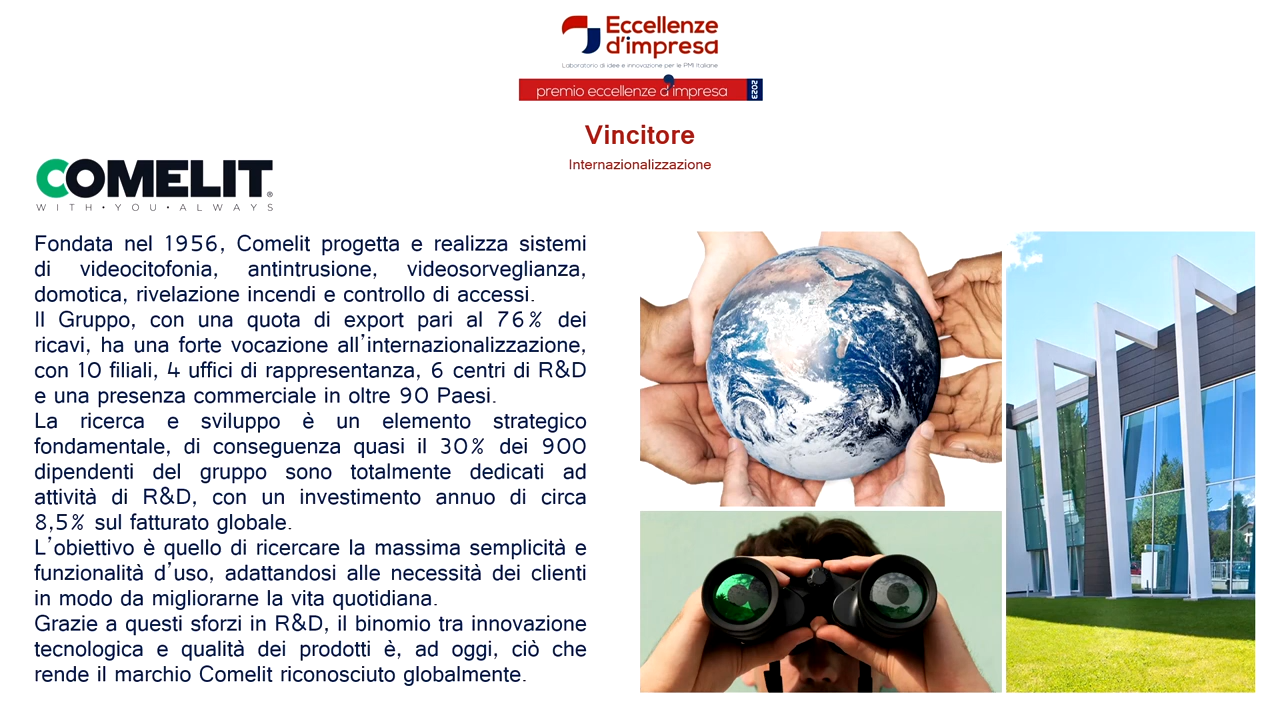 Eccellenze
d'impresa
Laboratorio di idee e innovazione per le PMI Italiane
premio eccellenze d'impresa 2023
Vincitore
Internazionalizzazione
COMELIT®
WITH·YOU·ALWAYS
Fondata nel 1956, Comelit progetta e realizza sistemi
di videocitofonia, antintrusione, videosorveglianza,
domotica, rivelazione incendi e controllo di accessi.
Il Gruppo, con una quota di export pari al 76% dei
ricavi, ha una forte vocazione all'internazionalizzazione,
con 10 filiali, 4 uffici di rappresentanza, 6 centri di R&D
e una presenza commerciale in oltre 90 Paesi.
La ricerca e sviluppo è un elemento strategico
fondamentale, di conseguenza quasi il 30% dei 900
dipendenti del gruppo sono totalmente dedicati ad
attività di R&D, con un investimento annuo di circa
8,5% sul fatturato globale.
L'obiettivo è quello di ricercare la massima semplicità e
funzionalità d'uso, adattandosi alle necessità dei clienti
in modo da migliorarne la vita quotidiana.
Grazie a questi sforzi in R&D, il binomio tra innovazione
tecnologica e qualità dei prodotti è, ad oggi, ciò che
rende il marchio Comelit riconosciuto globalmente.